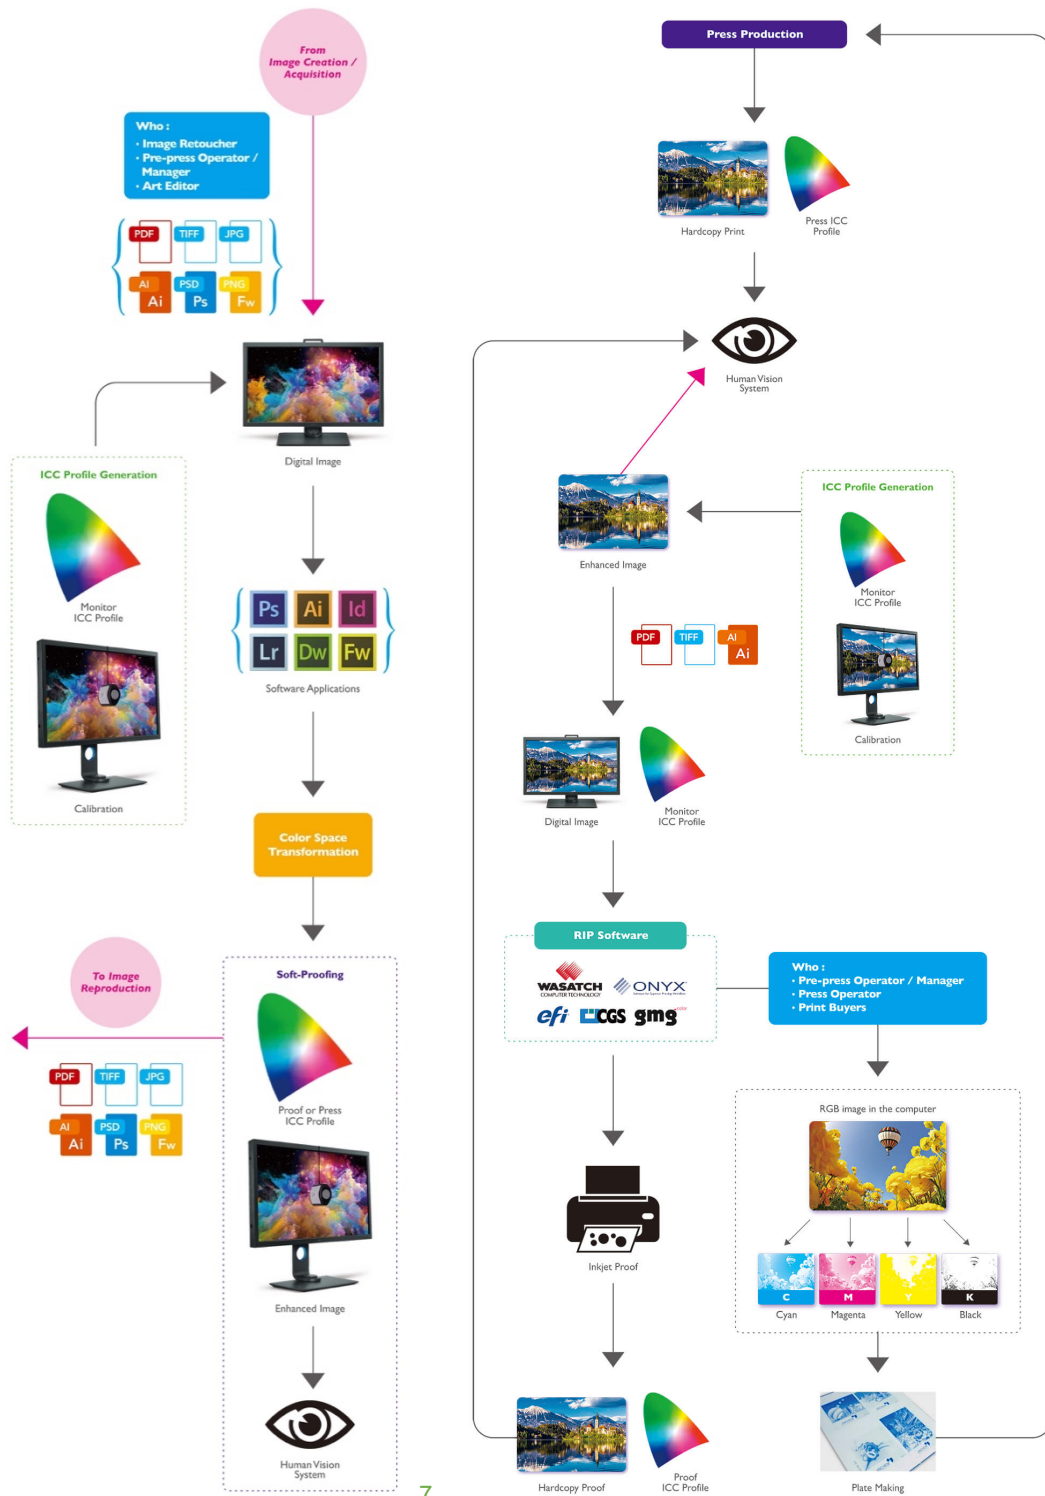 From
Image Creation /
Acquisition
Who :
• Image Retoucher
• Pre-press Operator /
Manager
• Art Editor
PDF
TIFF
JPG
AI
Ai
PSD
Ps
PNG
Fw
Digital Image
ICC Profile Generation
Monitor
ICC Profile
Calibration
Ps
Ai
Id
Lr
Dw
Fw
Software Applications
Color Space
Transformation
To Image
Reproduction
PDF
TIFF
JPG
AI
Ai
PSD
Ps
PNG
Fw
Soft-Proofing
Proof or Press
ICC Profile
Enhanced Image
Human Vision
System
Press Production
Hardcopy Print
Press ICC
Profile
Human Vision
System
Enhanced Image
ICC Profile Generation
Monitor
ICC Profile
Calibration
PDF
TIFF
AI
Ai
Digital Image
Monitor
ICC Profile
RIP Software
WASATCH
COMPUTER TECHNOLOGY
ONYX
efi
CGS
gmg color
Who :
• Pre-press Operator / Manager
• Press Operator
• Print Buyers
RGB image in the computer
C
M
Y
K
Cyan
Magenta
Yellow
Black
Inkjet Proof
Hardcopy Proof
Proof
ICC Profile
Plate Making
7